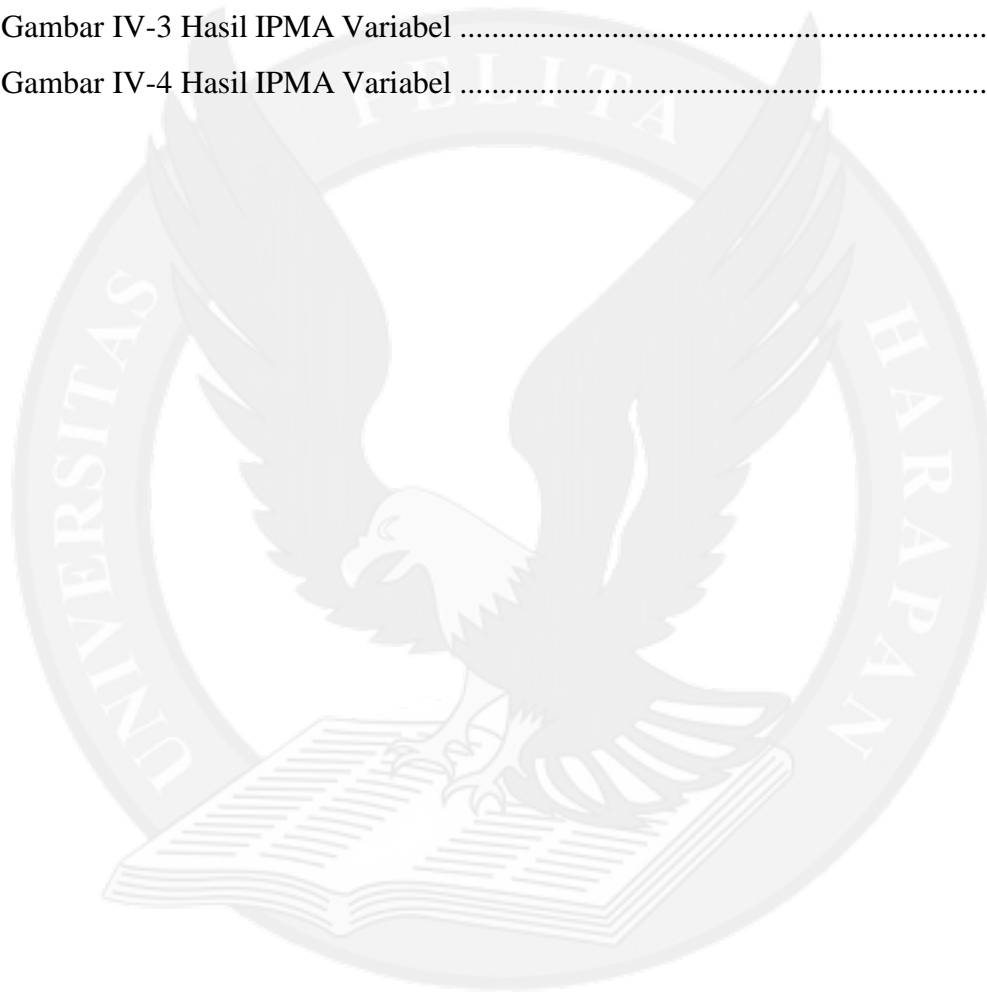 Gambar IV-3 Hasil IPMA Variabel ..............................................................
Gambar IV-4 Hasil IPMA Variabel ..............................................................
UNIVERSITAS PELITA HARAPAN